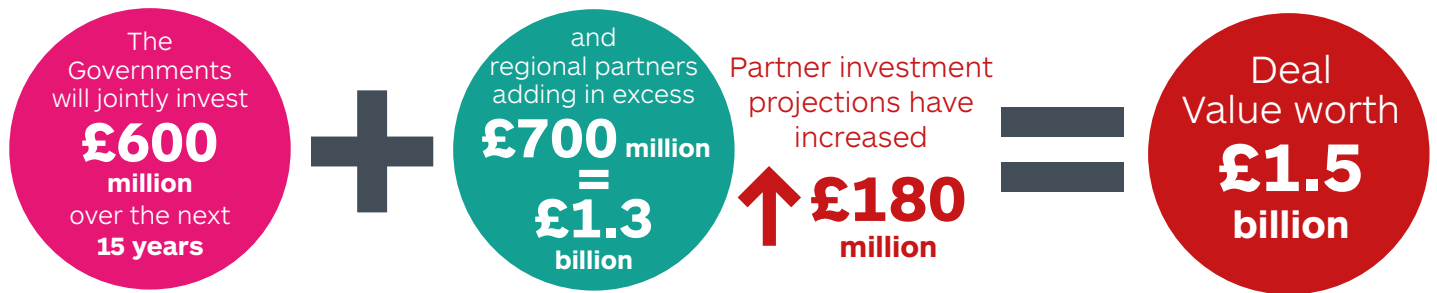 The
Governments
will jointly invest
£600
million
over the next
15 years
+
and
regional partners
adding in excess
£700 million
=
£1.3
billion
Partner investment
projections have
increased
↑ £180
million
=
Deal
Value worth
£1.5
billion